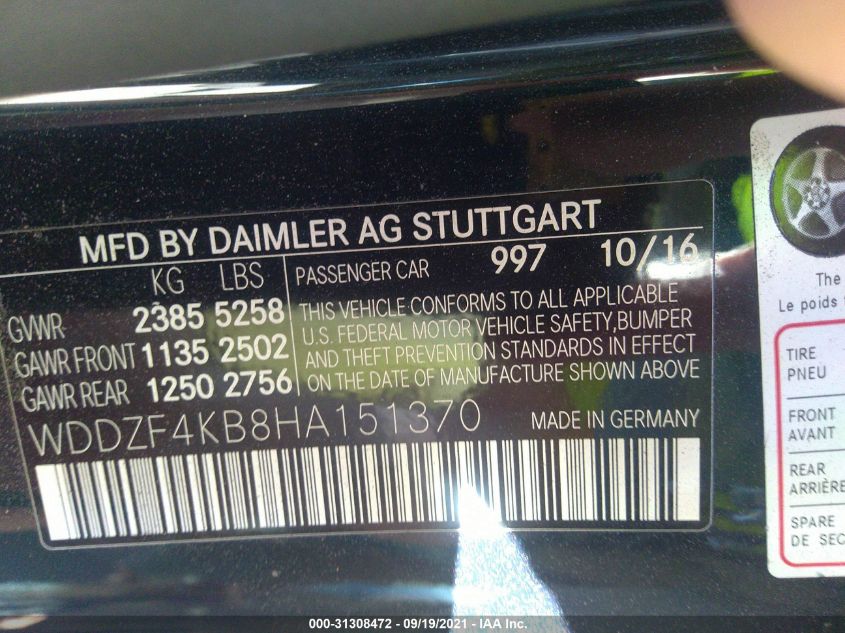 MFD BY DAIMLER AG STUTTGART
KG LBS
PASSENGER CAR 997 10/16
GVWR 2385 5258
GAWR FRONT 1135 2502
GAWR REAR 1250 2756
THIS VEHICLE CONFORMS TO ALL APPLICABLE
U.S. FEDERAL MOTOR VEHICLE SAFETY,BUMPER
AND THEFT PREVENTION STANDARDS IN EFFECT
ON THE DATE OF MANUFACTURE SHOWN ABOVE
WDDZF4KB8HA151370 MADE IN GERMANY
The
Le poids
TIRE
PNEU
FRONT
AVANT
REAR
ARRIÈRE
SPARE
DE SEC
000-31308472 - 09/19/2021 - IAA Inc.